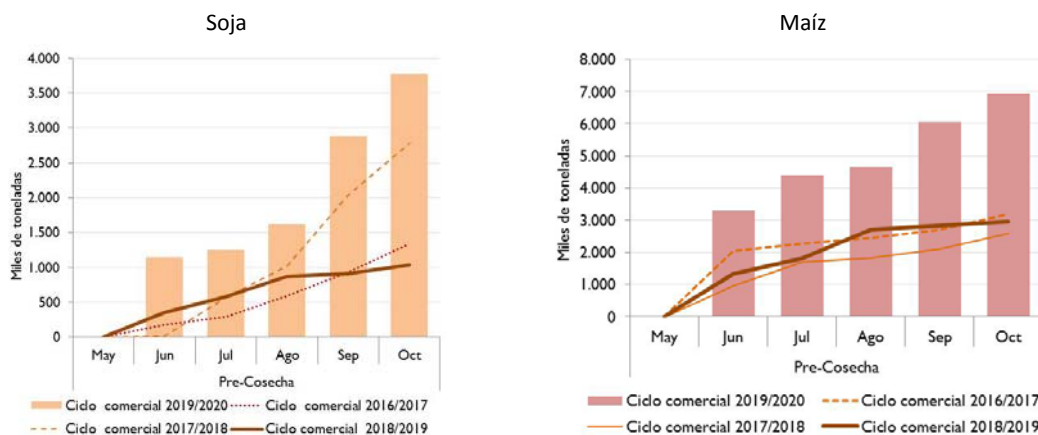 Soja
4.000
3.500
3.000
2.500
2.000
1.500
1.000
500
0
Miles de toneladas
May Jun Jul Ago Sep Oct
Pre-Cosecha
Ciclo comercial 2019/2020 Ciclo comercial 2016/2017
Ciclo comercial 2017/2018 Ciclo comercial 2018/2019
Maíz
8.000
7.000
6.000
5.000
4.000
3.000
2.000
1.000
0
Miles de toneladas
May Jun Jul Ago Sep Oct
Pre-Cosecha
Ciclo comercial 2019/2020 Ciclo comercial 2016/2017
Ciclo comercial 2017/2018 Ciclo comercial 2018/2019